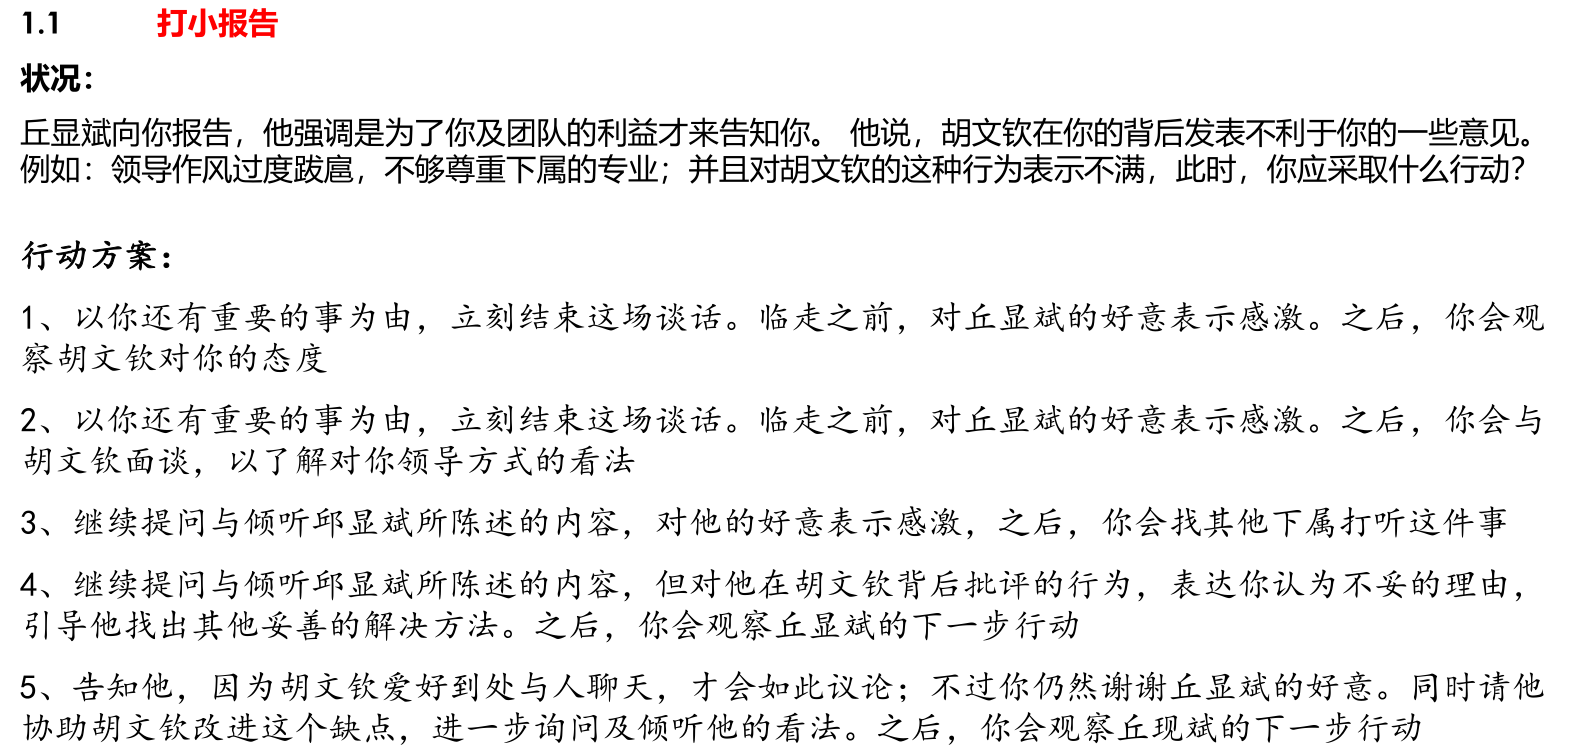 1.1 打小报告
状况：
丘显斌向你报告，他强调是为了你及团队的利益才来告知你。 他说，胡文钦在你的背后发表不利于你的一些意见。
例如：领导作风过度跋扈，不够尊重下属的专业；并且对胡文钦的这种行为表示不满，此时，你应采取什么行动？
行动方案：
1、以你还有重要的事为由，立刻结束这场谈话。临走之前，对丘显斌的好意表示感激。之后，你会观
察胡文钦对你的态度
2、以你还有重要的事为由，立刻结束这场谈话。临走之前，对丘显斌的好意表示感激。之后，你会与
胡文钦面谈，以了解对你领导方式的看法
3、继续提问与倾听邱显斌所陈述的内容，对他的好意表示感激，之后，你会找其他下属打听这件事
4、继续提问与倾听邱显斌所陈述的内容，但对他在胡文钦背后批评的行为，表达你认为不妥的理由，
引导他找出其他妥善的解决方法。之后，你会观察丘显斌的下一步行动
5、告知他，因为胡文钦爱好到处与人聊天，才会如此议论；不过你仍然谢谢丘显斌的好意。同时请他
协助胡文钦改进这个缺点，进一步询问及倾听他的看法。之后，你会观察丘现斌的下一步行动